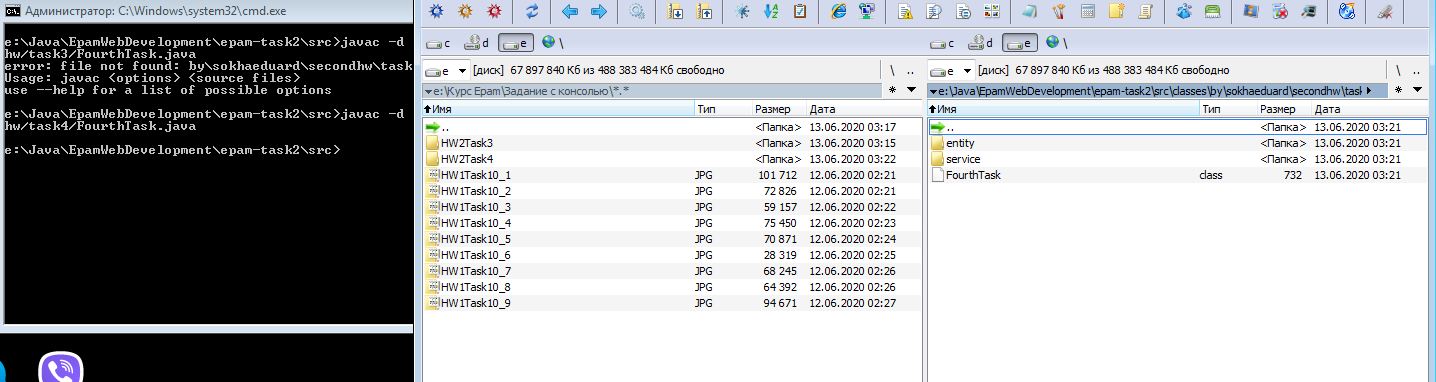 Администратор: C:\Windows\system32\cmd.exe
e:\Java\EpamWebDevelopment\epam-task2\src>javac -d
hw/task3/FourthTask.java
error: file not found: by\sokhaeduard\secondhw\task
Usage: javac <options> <source files>
use --help for a list of possible options
e:\Java\EpamWebDevelopment\epam-task2\src>javac -d
hw/task4/FourthTask.java
e:\Java\EpamWebDevelopment\epam-task2\src>
c d e \
e [диск] 67 897 840 Кб из 488 383 484 Кб свободно \ ..
e:\Курс Epam\Задание с консолью\*.* *
Имя Тип Размер Дата
.. <Папка> 13.06.2020 03:17
HW2Task3 <Папка> 13.06.2020 03:15
HW2Task4 <Папка> 13.06.2020 03:22
HW1Task10_1 JPG 101 712 12.06.2020 02:21
HW1Task10_2 JPG 72 826 12.06.2020 02:21
HW1Task10_3 JPG 59 157 12.06.2020 02:22
HW1Task10_4 JPG 75 450 12.06.2020 02:23
HW1Task10_5 JPG 70 871 12.06.2020 02:24
HW1Task10_6 JPG 28 319 12.06.2020 02:25
HW1Task10_7 JPG 68 245 12.06.2020 02:26
HW1Task10_8 JPG 64 392 12.06.2020 02:26
HW1Task10_9 JPG 94 671 12.06.2020 02:27
c d e \
e [диск] 67 897 840 Кб из 488 383 484 Кб свободно \ ..
e:\Java\EpamWebDevelopment\epam-task2\src\classes\by\sokhaeduard\secondhw\task *
Имя Тип Размер Дата
.. <Папка> 13.06.2020 03:21
entity <Папка> 13.06.2020 03:21
service <Папка> 13.06.2020 03:21
FourthTask class 732 13.06.2020 03:21